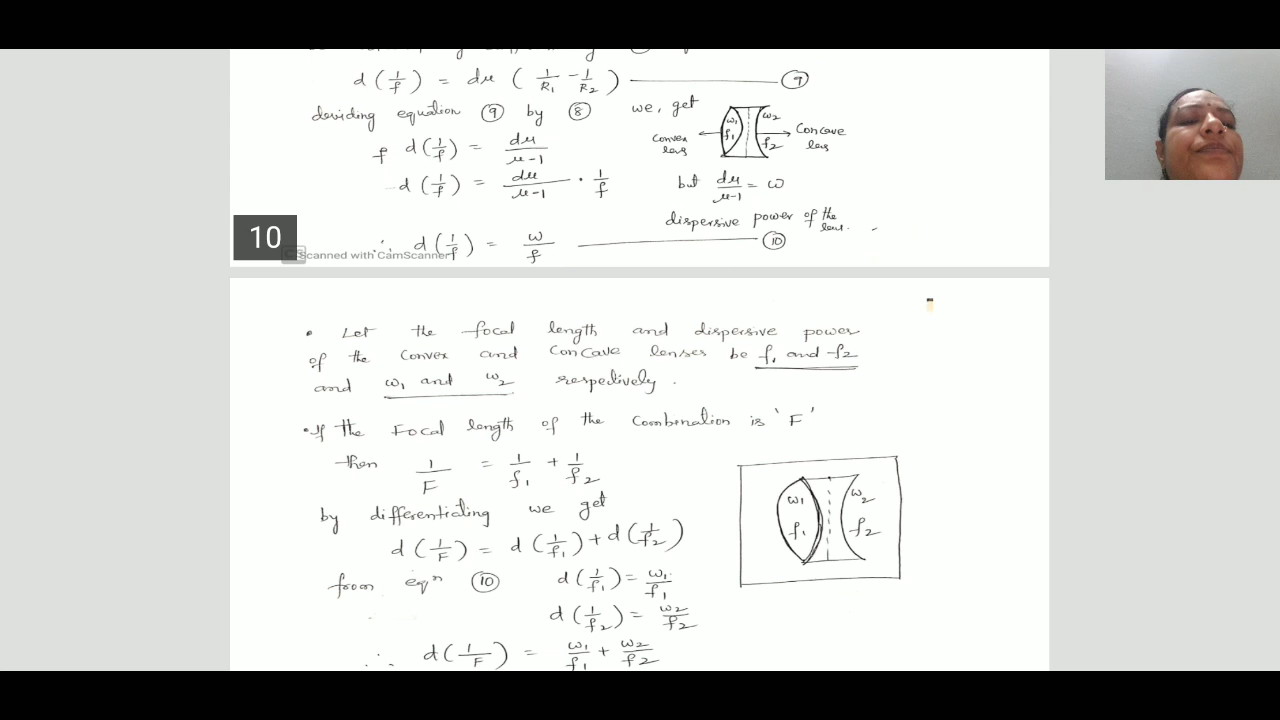 d(1/f) = dμ (1/R1 - 1/R2) ——— ⑨
deviding equation ⑨ by ⑧ we, get
f d(1/f) = dμ/μ-1
d(1/f) = dμ/μ-1 · 1/f
ω1
f1
ω2
f2
Convex
lens
Concave
lens
but dμ/μ-1 = ω
dispersive power of the
lens.
∴ d(1/f) = ω/f ——— ⑩
10
CS Scanned with CamScanner
• Let the focal length and dispersive power
of the convex and concave lenses be f1 and f2
and ω1 and ω2 respectively.
• If the Focal length of the Combination is 'F'
then 1/F = 1/f1 + 1/f2
by differenticting we get
d(1/F) = d(1/f1) + d(1/f2)
from eqn ⑩ d(1/f1) = ω1/f1
d(1/f2) = ω2/f2
∴ d(1/F) = ω1/f1 + ω2/f2
ω1
f1
ω2
f2